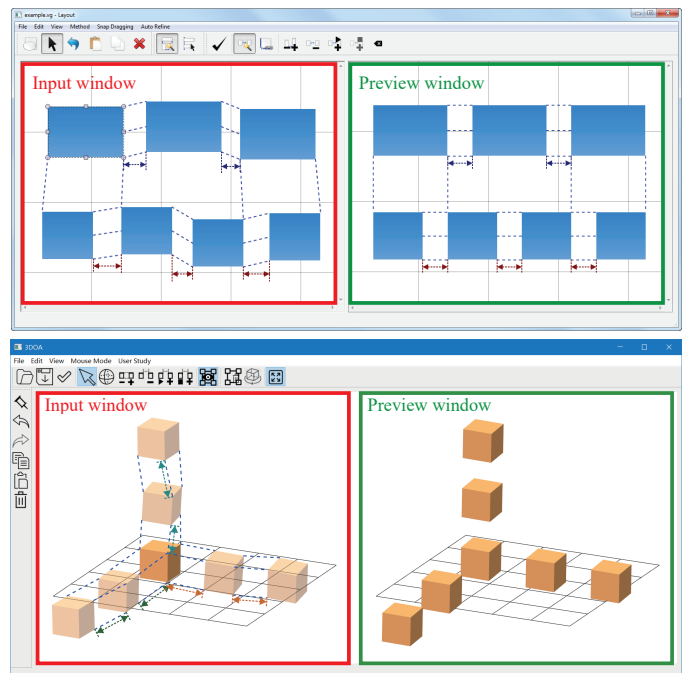 example.vg - Layout
File Edit View Method Snap Dragging Auto Refine
Input window
Preview window
3DOA
File Edit View Mouse Mode User Study
Input window
Preview window